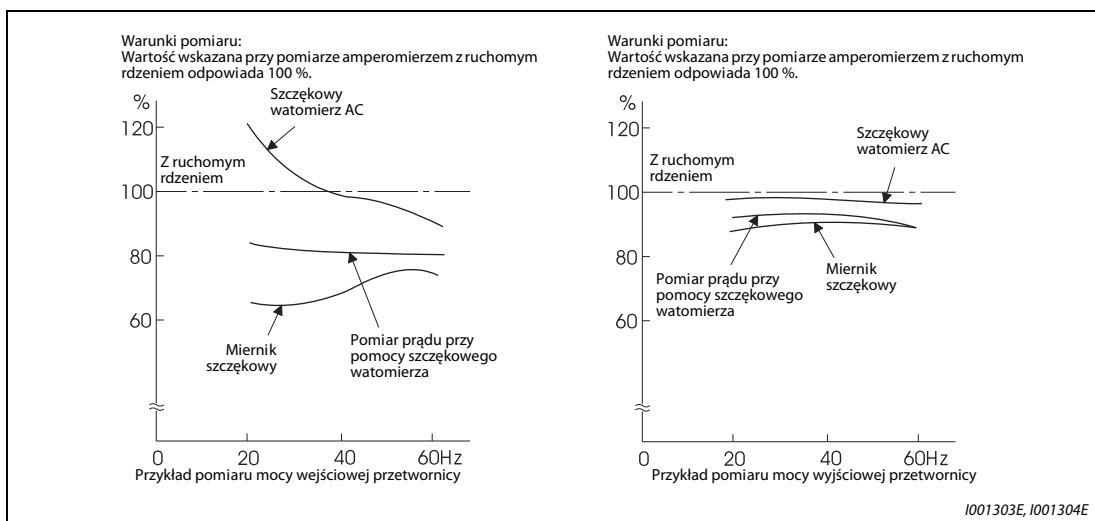 Warunki pomiaru:
Wartość wskazana przy pomiarze amperomierzem z ruchomym
rdzeniem odpowiada 100 %.
%
120
100
80
60
0
20
40
60Hz
Szczękowy
watomierz AC
Z ruchomym
rdzeniem
Miernik
szczękowy
Pomiar prądu przy
pomocy szczękowego
watomierza
Przykład pomiaru mocy wejściowej przetwornicy
Warunki pomiaru:
Wartość wskazana przy pomiarze amperomierzem z ruchomym
rdzeniem odpowiada 100 %.
%
120
100
80
60
0
20
40
60Hz
Szczękowy
watomierz AC
Z ruchomym
rdzeniem
Pomiar prądu przy
pomocy szczękowego
watomierza
Miernik
szczękowy
Przykład pomiaru mocy wyjściowej przetwornicy
I001303E, I001304E